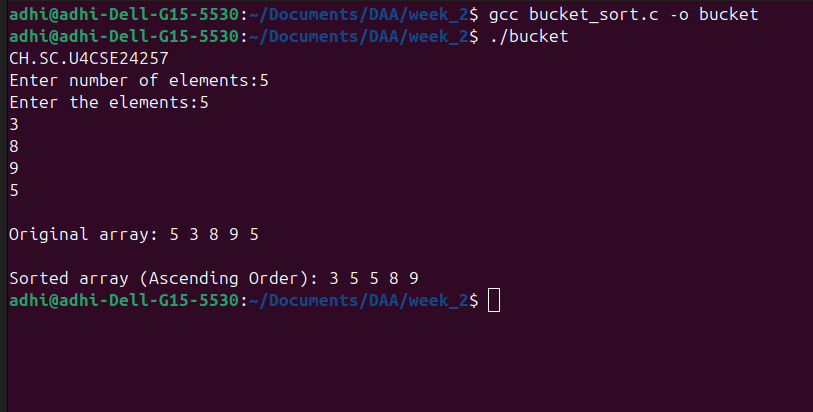 adhi@adhi-Dell-G15-5530:~/Documents/DAA/week_2$ gcc bucket_sort.c -o bucket
adhi@adhi-Dell-G15-5530:~/Documents/DAA/week_2$ ./bucket
CH.SC.U4CSE24257
Enter number of elements:5
Enter the elements:5
3
8
9
5
Original array: 5 3 8 9 5
Sorted array (Ascending Order): 3 5 5 8 9
adhi@adhi-Dell-G15-5530:~/Documents/DAA/week_2$